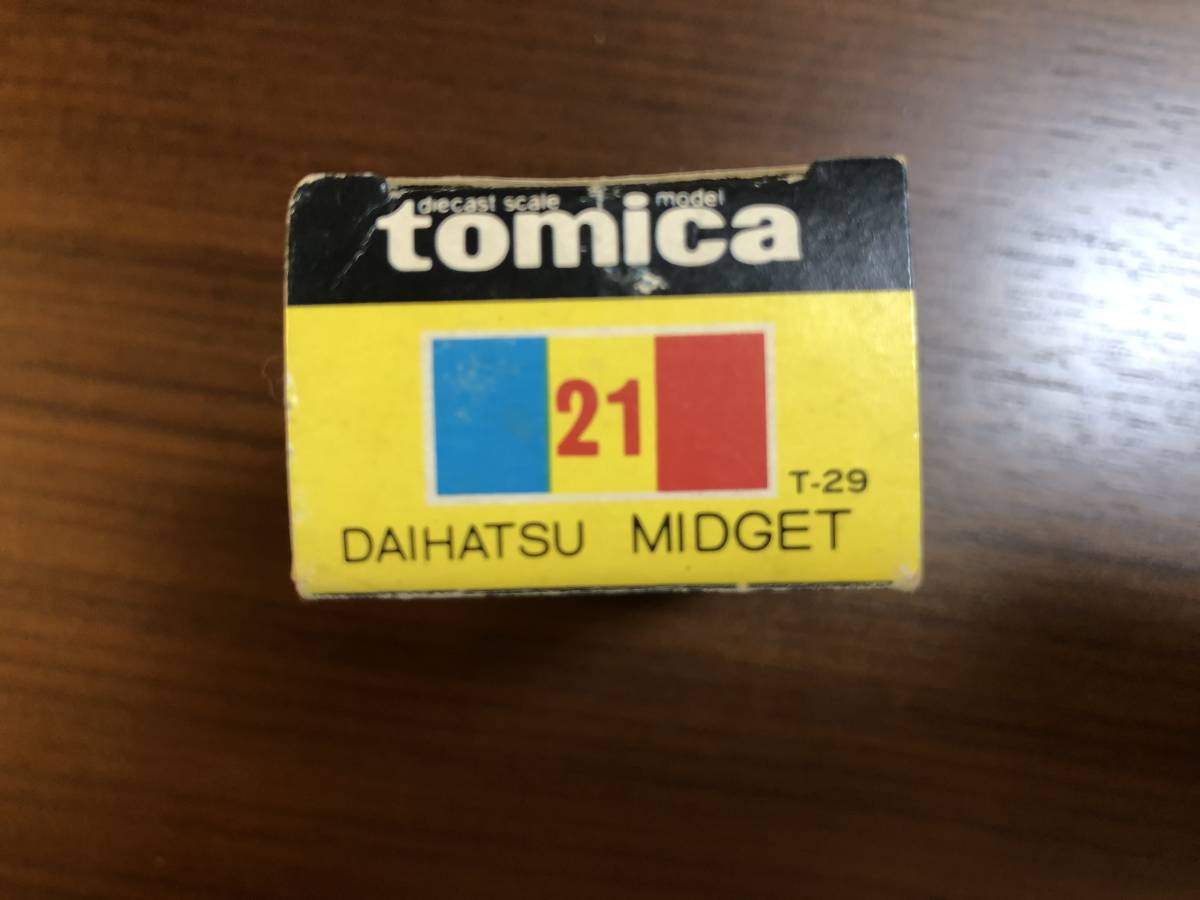 diecast scale model
tomica
21
T-29
DAIHATSU MIDGET